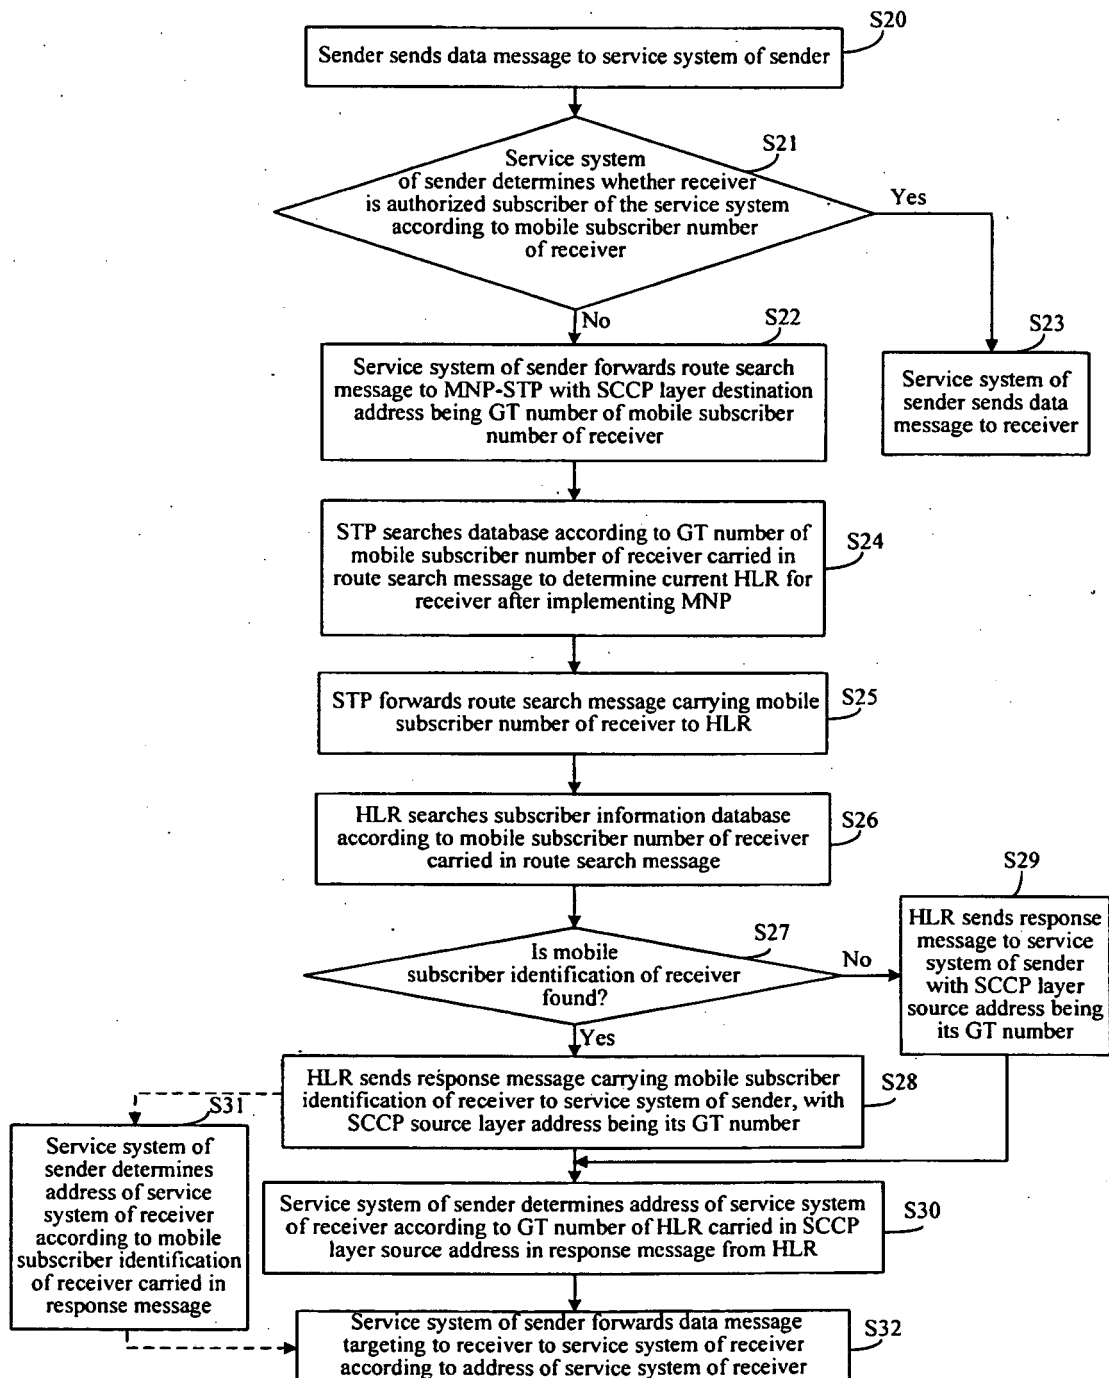 S20
Sender sends data message to service system of sender
S21
Service system
of sender determines whether receiver
is authorized subscriber of the service system
according to mobile subscriber number
of receiver
Yes
No
S22
Service system of sender forwards route search
message to MNP-STP with SCCP layer destination
address being GT number of mobile subscriber
number of receiver
S23
Service system of
sender sends data
message to receiver
STP searches database according to GT number of
mobile subscriber number of receiver carried in
route search message to determine current HLR for
receiver after implementing MNP
S24
STP forwards route search message carrying mobile
subscriber number of receiver to HLR
S25
HLR searches subscriber information database
according to mobile subscriber number of receiver
carried in route search message
S26
S27
Is mobile
subscriber identification of receiver
found?
No
Yes
S29
HLR sends response
message to service
system of sender
with SCCP layer
source address being
its GT number
HLR sends response message carrying mobile subscriber
identification of receiver to service system of sender, with
SCCP source layer address being its GT number
S28
S31
Service system of
sender determines
address of service
system of receiver
according to mobile
subscriber identification
of receiver carried in
response message
Service system of sender determines address of service system
of receiver according to GT number of HLR carried in SCCP
layer source address in response message from HLR
S30
Service system of sender forwards data message
targeting to receiver to service system of receiver
according to address of service system of receiver
S32